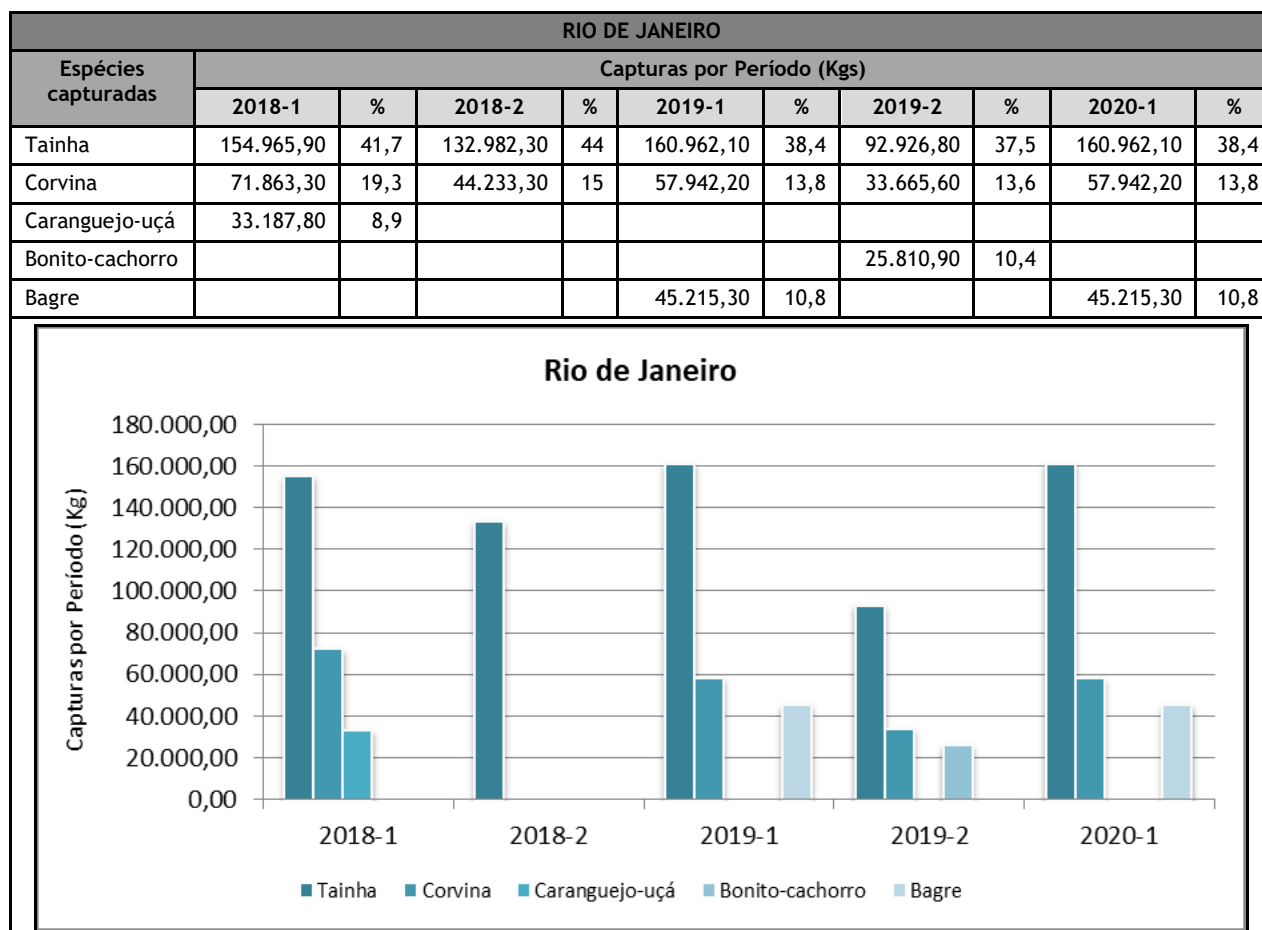 RIO DE JANEIRO
Espécies capturadas
Capturas por Período (Kgs)
2018-1 % 2018-2 % 2019-1 % 2019-2 % 2020-1 %
Tainha 154.965,90 41,7 132.982,30 44 160.962,10 38,4 92.926,80 37,5 160.962,10 38,4
Corvina 71.863,30 19,3 44.233,30 15 57.942,20 13,8 33.665,60 13,6 57.942,20 13,8
Caranguejo-uçá 33.187,80 8,9
Bonito-cachorro 25.810,90 10,4
Bagre 45.215,30 10,8 45.215,30 10,8
Rio de Janeiro
Capturaspor Período (Kg)
180.000,00
160.000,00
140.000,00
120.000,00
100.000,00
80.000,00
60.000,00
40.000,00
20.000,00
0,00
2018-1 2018-2 2019-1 2019-2 2020-1
Tainha Corvina Caranguejo-uçá Bonito-cachorro Bagre